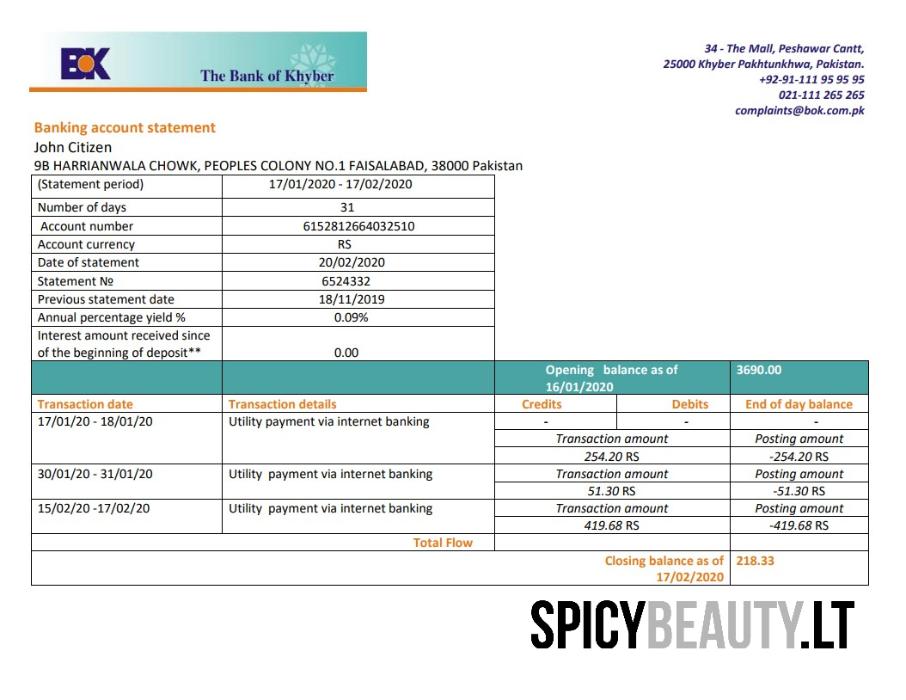 BOK
The Bank of Khyber
34 - The Mall, Peshawar Cantt,
25000 Khyber Pakhtunkhwa, Pakistan.
+92-91-111 95 95 95
021-111 265 265
complaints@bok.com.pk
Banking account statement
John Citizen
9B HARRIANWALA CHOWK, PEOPLES COLONY NO.1 FAISALABAD, 38000 Pakistan
(Statement period) 17/01/2020 - 17/02/2020
Number of days 31
Account number 6152812664032510
Account currency RS
Date of statement 20/02/2020
Statement № 6524332
Previous statement date 18/11/2019
Annual percentage yield % 0.09%
Interest amount received since
of the beginning of deposit** 0.00
Opening balance as of 3690.00
16/01/2020
Transaction date Transaction details Credits Debits End of day balance
17/01/20 - 18/01/20 Utility payment via internet banking - - -
Transaction amount Posting amount
254.20 RS -254.20 RS
30/01/20 - 31/01/20 Utility payment via internet banking Transaction amount Posting amount
51.30 RS -51.30 RS
15/02/20 -17/02/20 Utility payment via internet banking Transaction amount Posting amount
419.68 RS -419.68 RS
Total Flow
Closing balance as of 218.33
17/02/2020
SPICYBEAUTY.LT